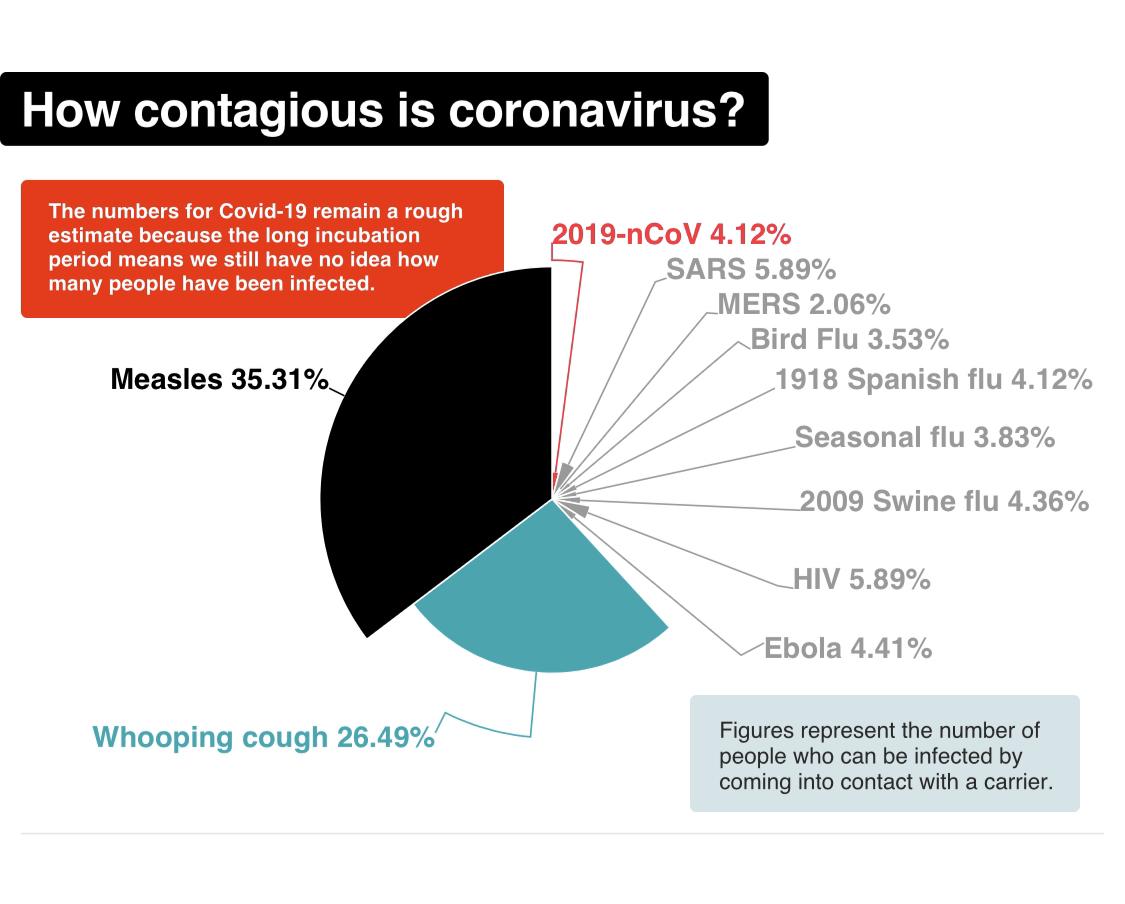 How contagious is coronavirus?
The numbers for Covid-19 remain a rough
estimate because the long incubation
period means we still have no idea how
many people have been infected.
2019-nCoV 4.12%
SARS 5.89%
MERS 2.06%
Bird Flu 3.53%
Measles 35.31%
1918 Spanish flu 4.12%
Seasonal flu 3.83%
2009 Swine flu 4.36%
HIV 5.89%
Ebola 4.41%
Whooping cough 26.49%
Figures represent the number of
people who can be infected by
coming into contact with a carrier.